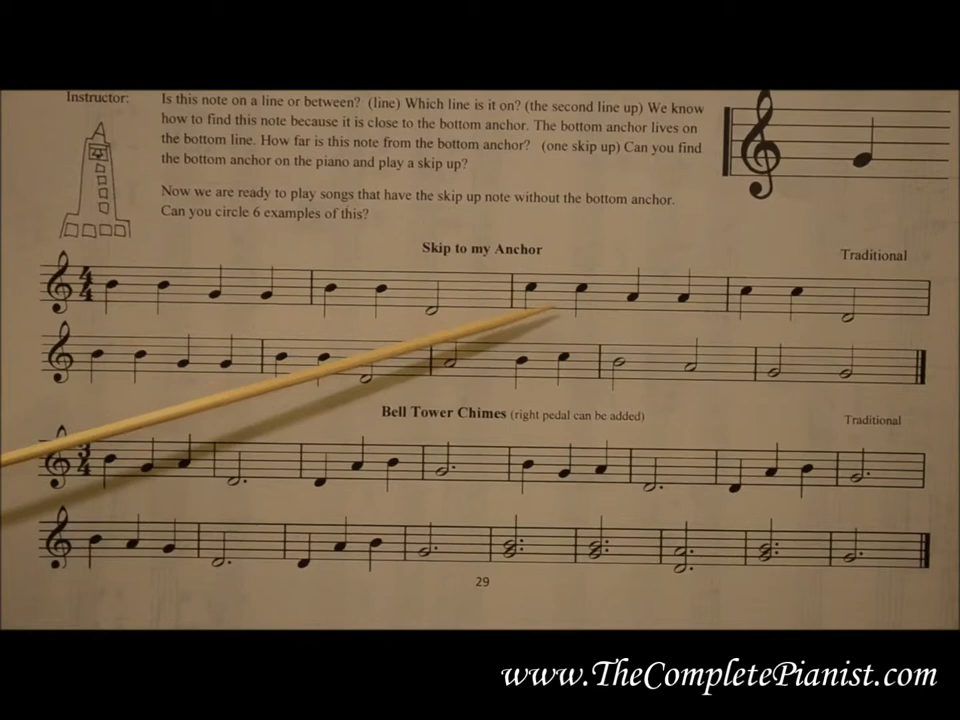 Instructor:
Is this note on a line or between? (line) Which line is it on? (the second line up) We know
how to find this note because it is close to the bottom anchor. The bottom anchor lives on
the bottom line. How far is this note from the bottom anchor? (one skip up) Can you find
the bottom anchor on the piano and play a skip up?
Now we are ready to play songs that have the skip up note without the bottom anchor.
Can you circle 6 examples of this?
Skip to my Anchor
Traditional
4
4
Bell Tower Chimes (right pedal can be added)
Traditional
3
4
29
www.TheCompletePianist.com